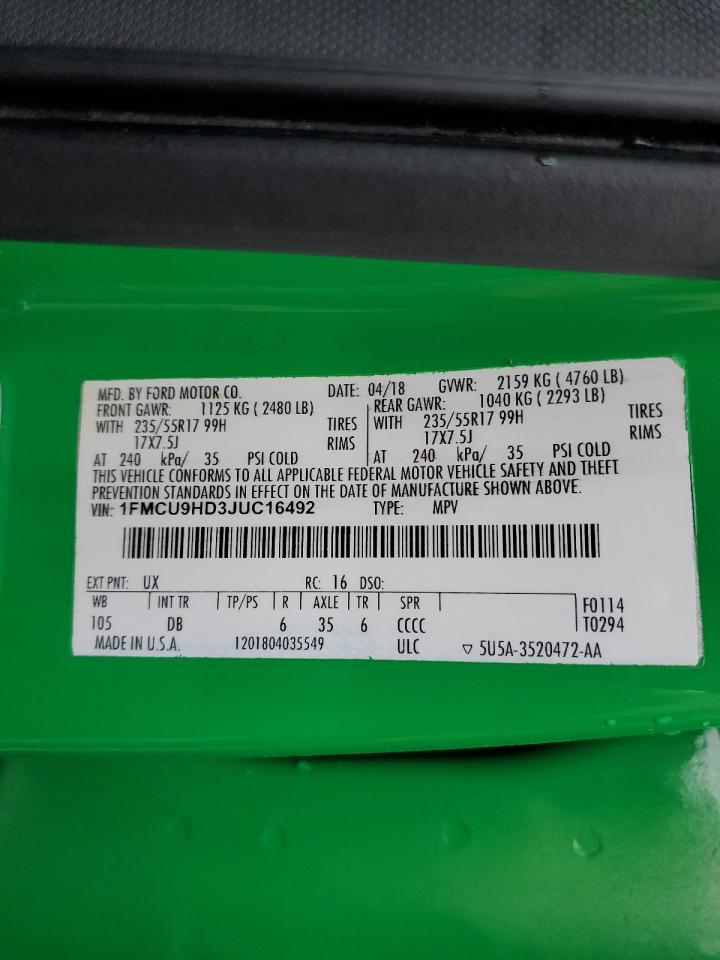 MFD. BY FORD MOTOR CO. DATE: 04/18 GVWR: 2159 KG ( 4760 LB)
FRONT GAWR: 1125 KG ( 2480 LB) REAR GAWR: 1040 KG ( 2293 LB)
WITH 235/55R17 99H TIRES WITH 235/55R17 99H TIRES
17X7.5J RIMS 17X7.5J RIMS
AT 240 kPa/ 35 PSI COLD AT 240 kPa/ 35 PSI COLD
THIS VEHICLE CONFORMS TO ALL APPLICABLE FEDERAL MOTOR VEHICLE SAFETY AND THEFT
PREVENTION STANDARDS IN EFFECT ON THE DATE OF MANUFACTURE SHOWN ABOVE.
VIN: 1FMCU9HD3JUC16492 TYPE: MPV
EXT PNT: UX RC: 16 DSO:
WB INT TR TP/PS R AXLE TR SPR F0114
105 DB 6 35 6 CCCC T0294
MADE IN U.S.A. 1201804035549 ULC ▽ 5U5A-3520472-AA